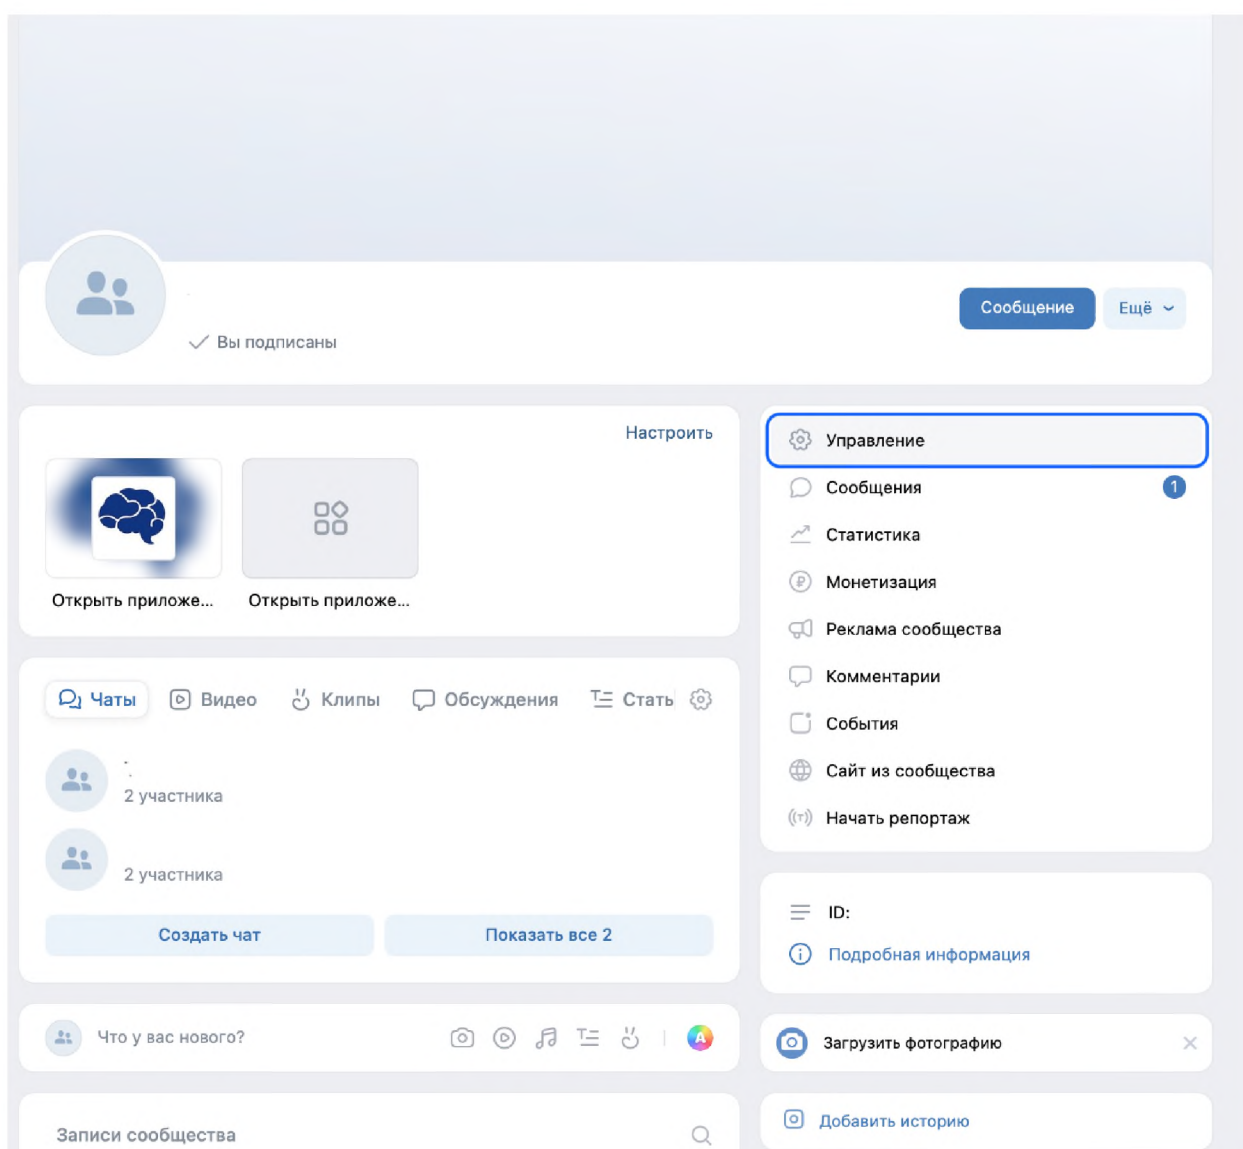 Сообщение
Ещё
Вы подписаны
Настроить
Открыть приложе...
Открыть приложе...
Чаты
Видео
Клипы
Обсуждения
Стать
2 участника
2 участника
Создать чат
Показать все 2
Что у вас нового?
Записи сообщества
Управление
Сообщения
1
Статистика
Монетизация
Реклама сообщества
Комментарии
События
Сайт из сообщества
Начать репортаж
ID:
Подробная информация
Загрузить фотографию
Добавить историю